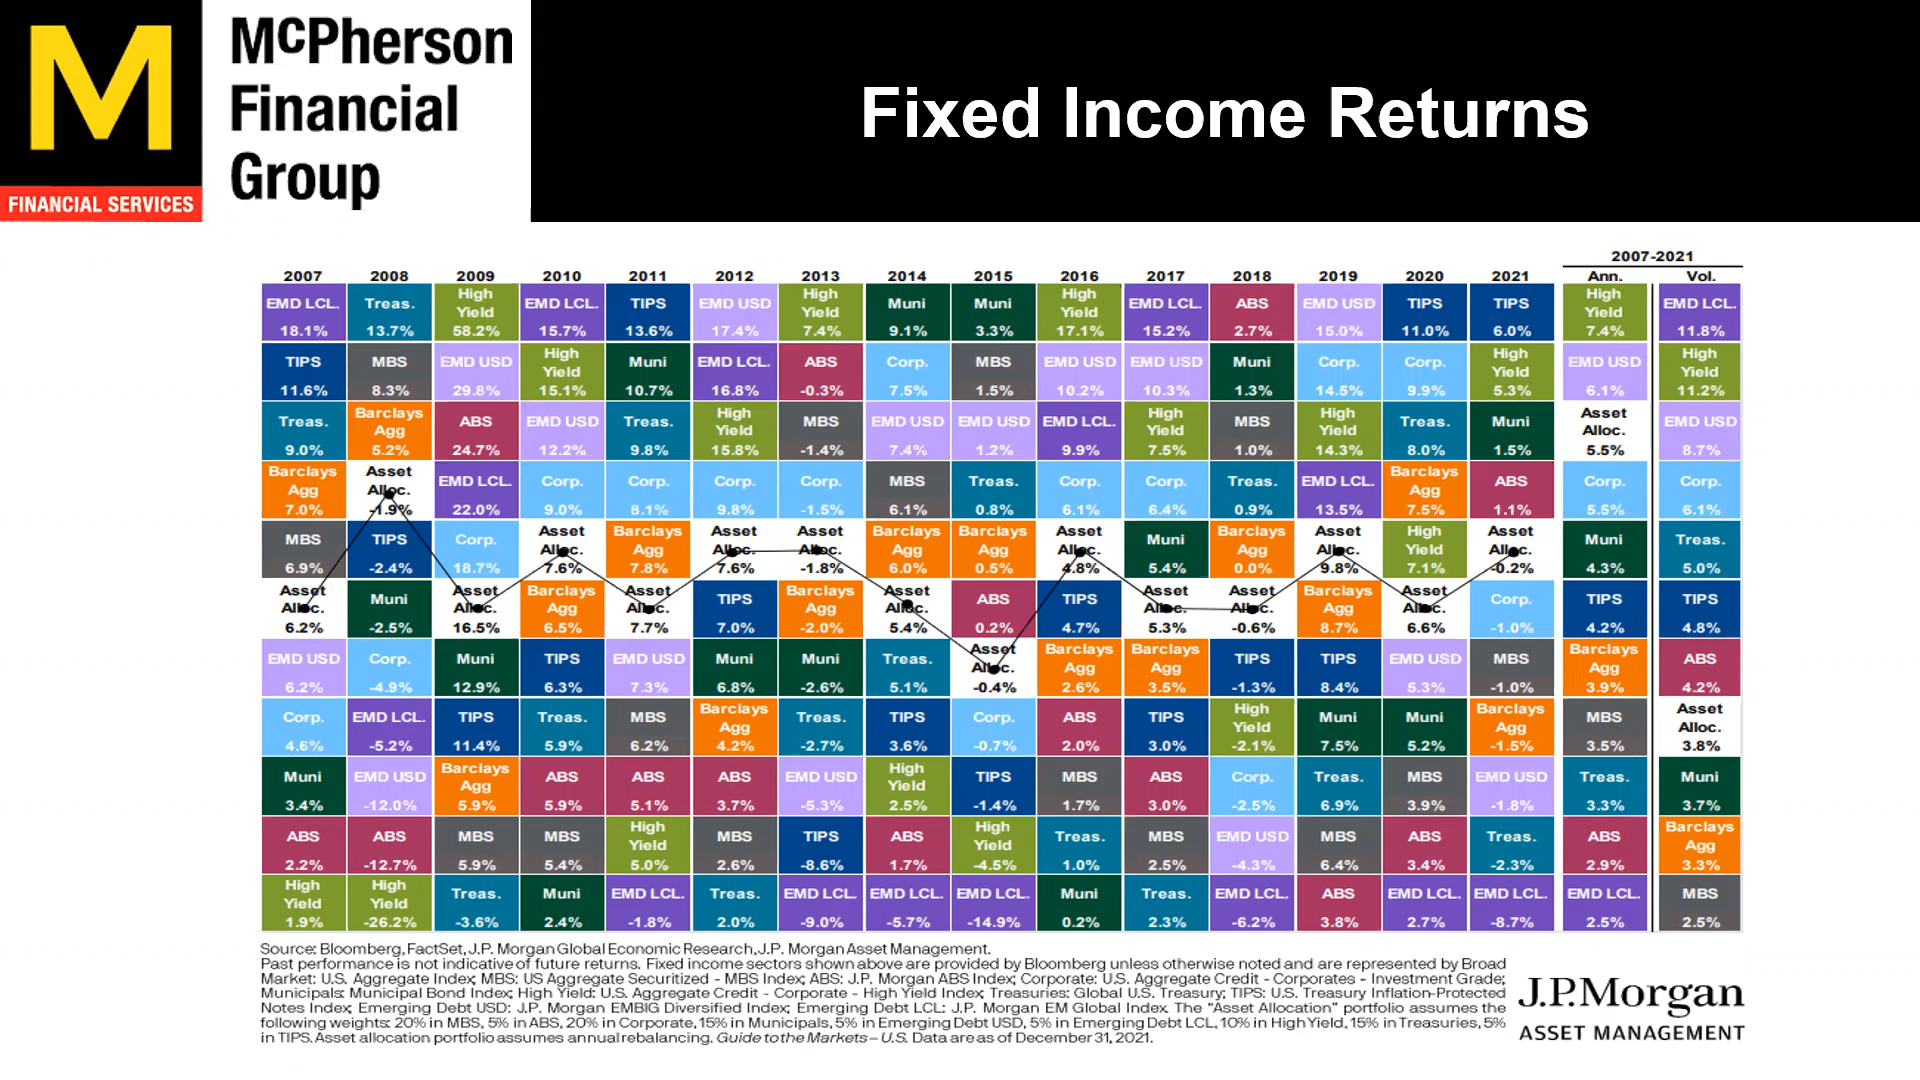 M
FINANCIAL SERVICES
McPherson
Financial
Group
Fixed Income Returns
2007-2021
2007 2008 2009 2010 2011 2012 2013 2014 2015 2016 2017 2018 2019 2020 2021 Ann. Vol.
EMD LCL. 18.1% Treas. 13.7% High Yield 58.2% EMD LCL. 15.7% TIPS 13.6% EMD USD 17.4% High Yield 7.4% Muni 9.1% Muni 3.3% High Yield 17.1% EMD LCL. 15.2% ABS 2.7% EMD USD 15.0% TIPS 11.0% TIPS 6.0% High Yield 7.4% EMD LCL. 11.8%
TIPS 11.6% MBS 8.3% EMD USD 29.8% High Yield 15.1% Muni 10.7% EMD LCL. 16.8% ABS -0.3% Corp. 7.5% MBS 1.5% EMD USD 10.2% EMD USD 10.3% Muni 1.3% Corp. 14.5% Corp. 9.9% High Yield 5.3% EMD USD 6.1% High Yield 11.2%
Treas. 9.0% Barclays Agg 5.2% ABS 24.7% EMD USD 12.2% Treas. 9.8% High Yield 15.8% MBS -1.4% EMD USD 7.4% EMD USD 1.2% EMD LCL. 9.9% High Yield 7.5% MBS 1.0% High Yield 14.3% Treas. 8.0% Muni 1.5% Asset Alloc. 5.5% EMD USD 8.7%
Barclays Agg 7.0% Asset Alloc. -1.9% EMD LCL. 22.0% Corp. 9.0% Corp. 8.1% Corp. 9.8% Corp. -1.5% MBS 6.1% Treas. 0.8% Corp. 6.1% Corp. 6.4% Treas. 0.9% EMD LCL. 13.5% Barclays Agg 7.5% ABS 1.1% Corp. 5.5% Corp. 6.1%
MBS 6.9% TIPS -2.4% Corp. 18.7% Asset Alloc. 7.6% Barclays Agg 7.8% Asset Alloc. 7.6% Asset Alloc. -1.8% Barclays Agg 6.0% Barclays Agg 0.5% Asset Alloc. 4.8% Muni 5.4% Barclays Agg 0.0% Asset Alloc. 9.8% High Yield 7.1% Asset Alloc. -0.2% Muni 4.3% Treas. 5.0%
Asset Alloc. 6.2% Muni -2.5% Asset Alloc. 16.5% Barclays Agg 6.5% Asset Alloc. 7.7% TIPS 7.0% Barclays Agg -2.0% Asset Alloc. 5.4% ABS 0.2% TIPS 4.7% Asset Alloc. 5.3% Asset Alloc. -0.6% Barclays Agg 8.7% Asset Alloc. 6.6% Corp. -1.0% TIPS 4.2% TIPS 4.8%
EMD USD 6.2% Corp. -4.9% Muni 12.9% TIPS 6.3% EMD USD 7.3% Muni 6.8% Muni -2.6% Treas. 5.1% Asset Alloc. -0.4% Barclays Agg 2.6% Barclays Agg 3.5% TIPS -1.3% TIPS 8.4% EMD USD 5.3% MBS -1.0% Barclays Agg 3.9% ABS 4.2%
Corp. 4.6% EMD LCL. -5.2% TIPS 11.4% Treas. 5.9% MBS 6.2% Barclays Agg 4.2% Treas. -2.7% TIPS 3.6% Corp. -0.7% ABS 2.0% TIPS 3.0% High Yield -2.1% Muni 7.5% Muni 5.2% Barclays Agg -1.5% MBS 3.5% Asset Alloc. 3.8%
Muni 3.4% EMD USD -12.0% Barclays Agg 5.9% ABS 5.9% ABS 5.1% ABS 3.7% EMD USD -5.3% High Yield 2.5% TIPS -1.4% MBS 1.7% ABS 3.0% Corp. -2.5% Treas. 6.9% MBS 3.9% EMD USD -1.8% Treas. 3.3% Muni 3.7%
ABS 2.2% ABS -12.7% MBS 5.9% MBS 5.4% High Yield 5.0% MBS 2.6% TIPS -8.6% ABS 1.7% High Yield -4.5% Treas. 1.0% MBS 2.5% EMD USD -4.3% MBS 6.4% ABS 3.4% Treas. -2.3% ABS 2.9% Barclays Agg 3.3%
High Yield 1.9% High Yield -26.2% Treas. -3.6% Muni 2.4% EMD LCL. -1.8% Treas. 2.0% EMD LCL. -9.0% EMD LCL. -5.7% EMD LCL. -14.9% Muni 0.2% Treas. 2.3% EMD LCL. -6.2% ABS 3.8% EMD LCL. 2.7% EMD LCL. -8.7% EMD LCL. 2.5% MBS 2.5%
Source: Bloomberg, FactSet, J.P. Morgan Global Economic Research, J.P. Morgan Asset Management.
Past performance is not indicative of future returns. Fixed income sectors shown above are provided by Bloomberg unless otherwise noted and are represented by Broad
Market: U.S. Aggregate Index; MBS: US Aggregate Securitized - MBS Index; ABS: J.P. Morgan ABS Index; Corporate: U.S. Aggregate Credit - Corporates - Investment Grade;
Municipals: Municipal Bond Index; High Yield: U.S. Aggregate Credit - Corporate - High Yield Index; Treasuries: Global U.S. Treasury; TIPS: U.S. Treasury Inflation-Protected
Notes Index; Emerging Debt USD: J.P. Morgan EMBIG Diversified Index; Emerging Debt LCL: J.P. Morgan EM Global Index. The "Asset Allocation" portfolio assumes the
following weights: 20% in MBS, 5% in ABS, 20% in Corporate, 15% in Municipals, 5% in Emerging Debt USD, 5% in Emerging Debt LCL, 10% in High Yield, 15% in Treasuries, 5%
in TIPS. Asset allocation portfolio assumes annual rebalancing. Guide to the Markets – U.S. Data are as of December 31, 2021.
J.P.Morgan
ASSET MANAGEMENT